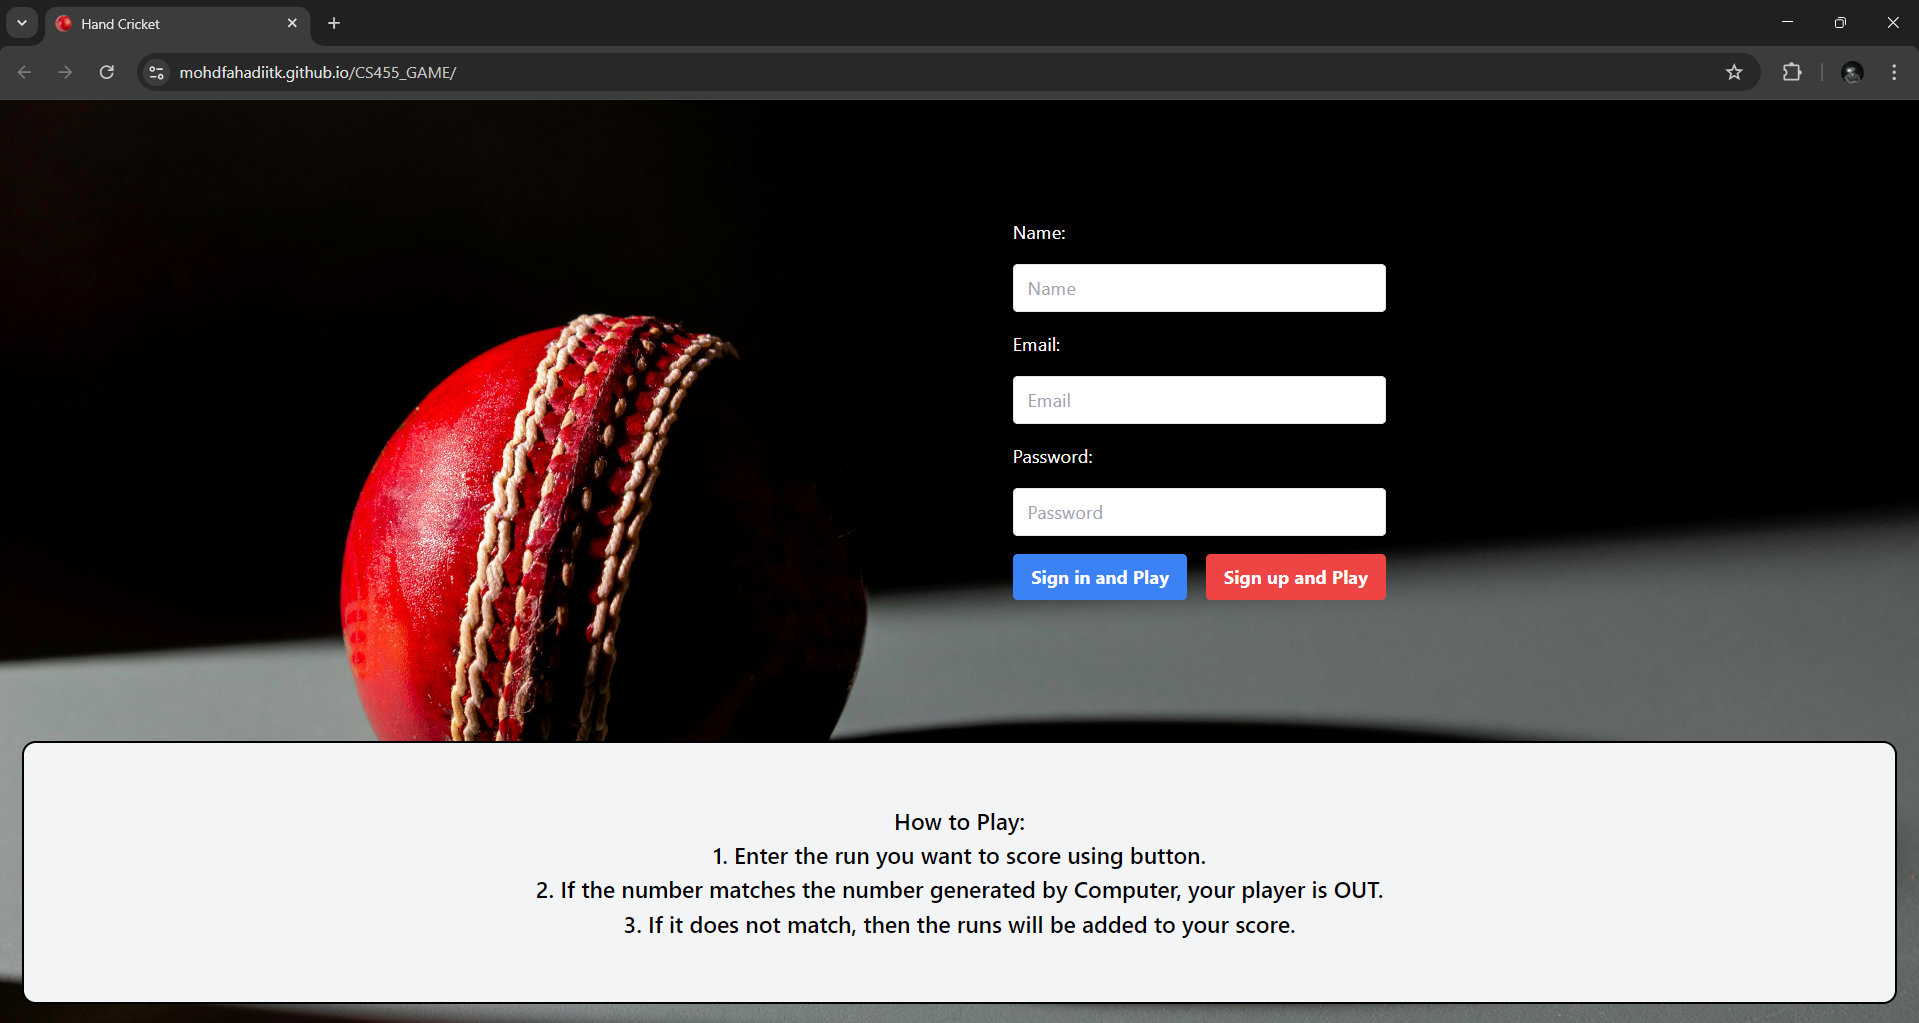 Hand Cricket
mohdfahadiitk.github.io/CS455_GAME/
Name:
Name
Email:
Email
Password:
Password
Sign in and Play
Sign up and Play
How to Play:
1. Enter the run you want to score using button.
2. If the number matches the number generated by Computer, your player is OUT.
3. If it does not match, then the runs will be added to your score.